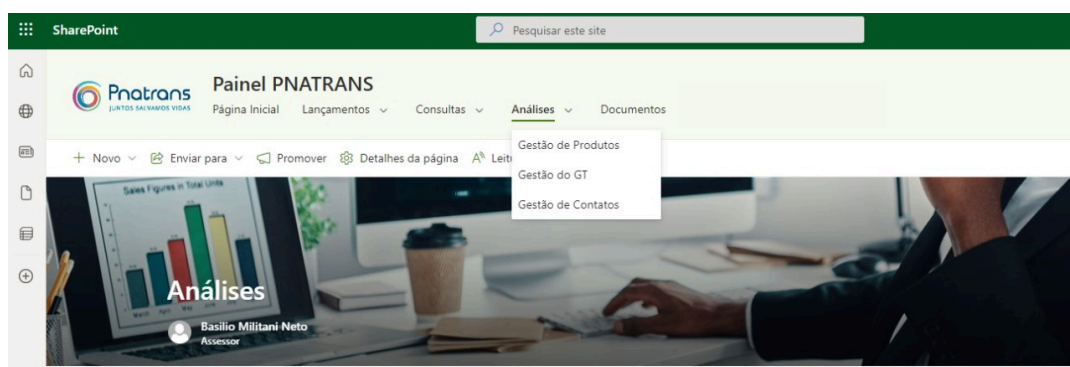 SharePoint
Pesquisar este site
Pnatrans
JUNTOS SALVAMOS VIDAS
Painel PNATRANS
Página Inicial Lançamentos Consultas Análises Documentos
Gestão de Produtos
Gestão do GT
Gestão de Contatos
+ Novo Enviar para Promover Detalhes da página
Sales Figures in Total Units
Análises
Basilio Militani Neto
Assessor